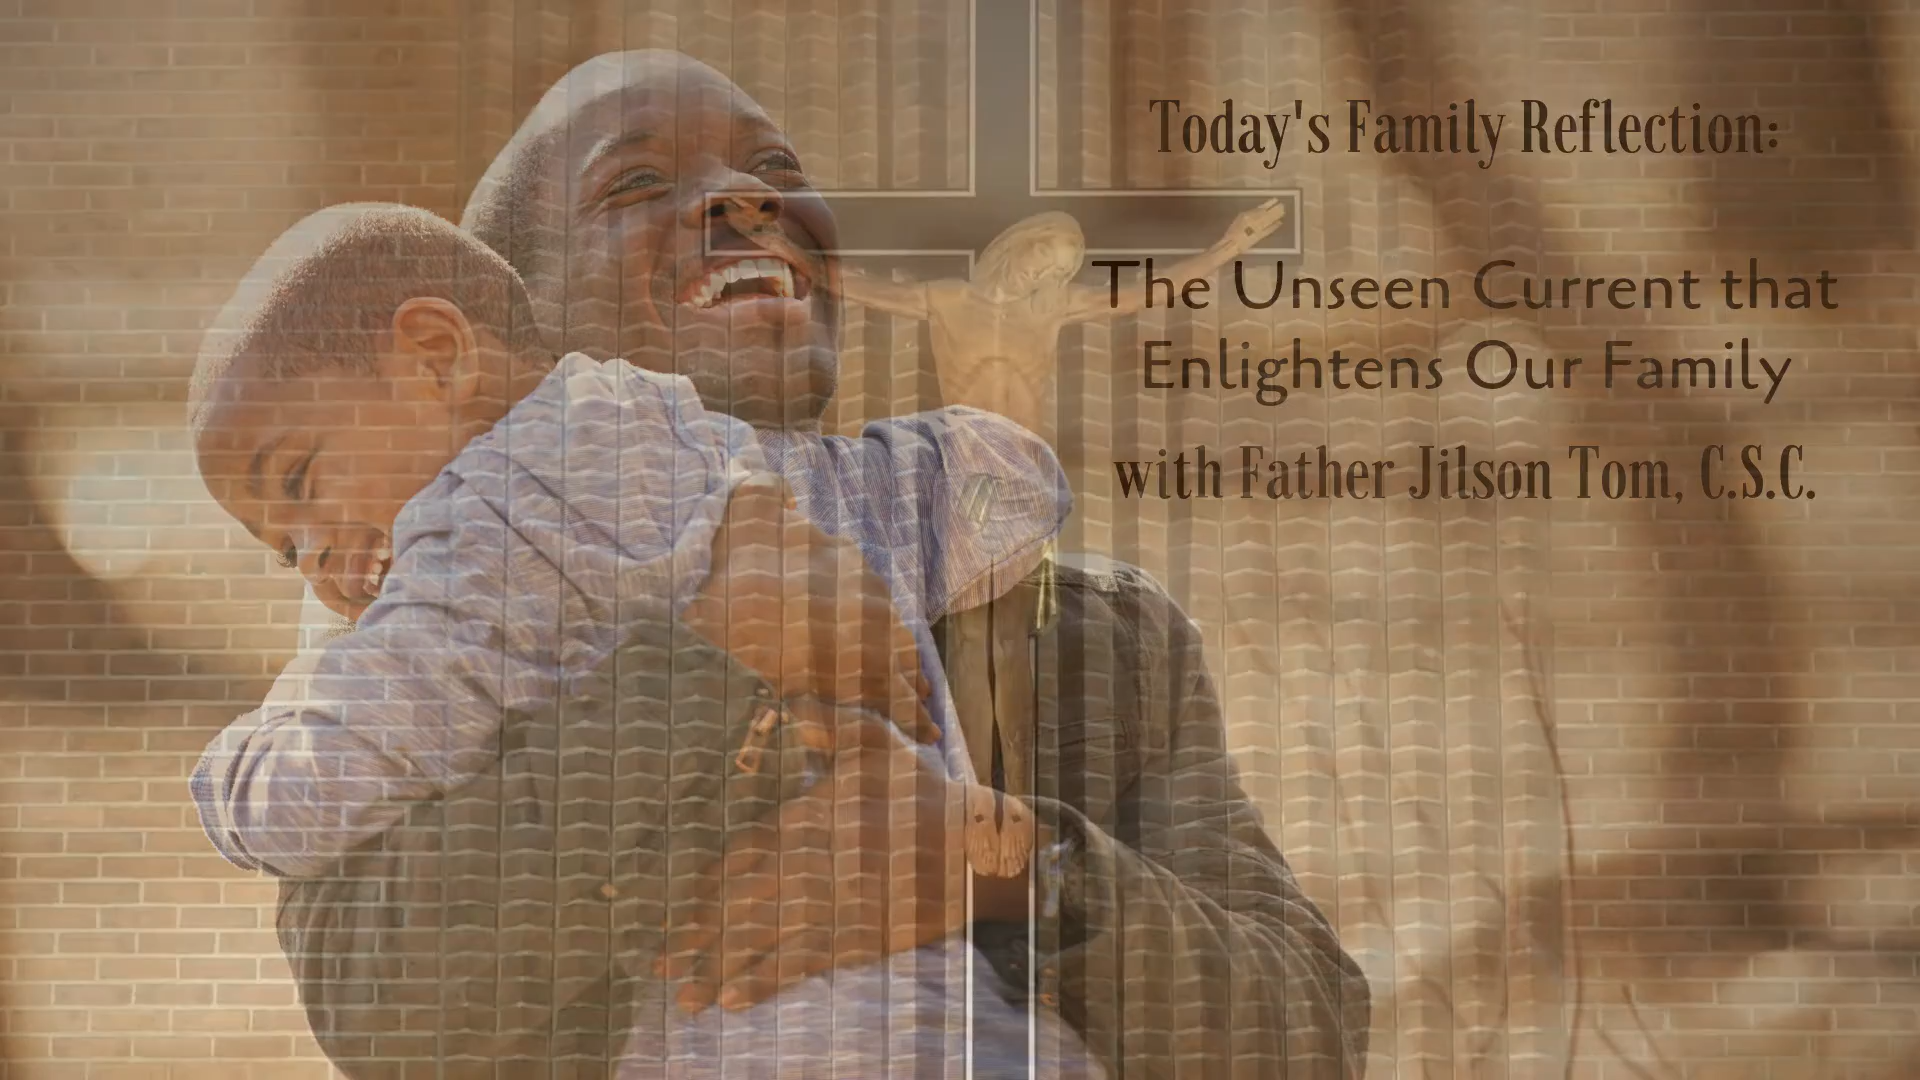 Today's Family Reflection:
The Unseen Current that
Enlightens Our Family
with Father Jilson Tom, C.S.C.